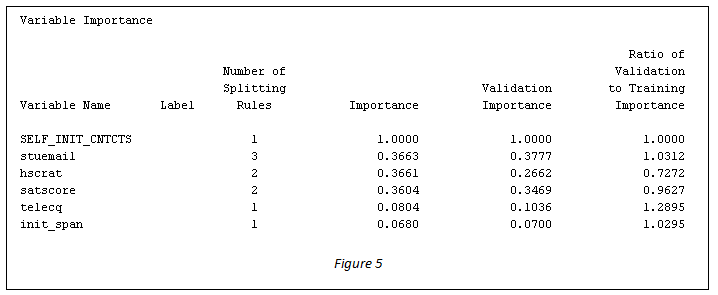 Variable Importance
Ratio of
Number of Validation
Splitting Validation to Training
Variable Name Label Rules Importance Importance Importance
SELF_INIT_CNTCTS 1 1.0000 1.0000 1.0000
stuemail 3 0.3663 0.3777 1.0312
hscrat 2 0.3661 0.2662 0.7272
satscore 2 0.3604 0.3469 0.9627
telecq 1 0.0804 0.1036 1.2895
init_span 1 0.0680 0.0700 1.0295
Figure 5